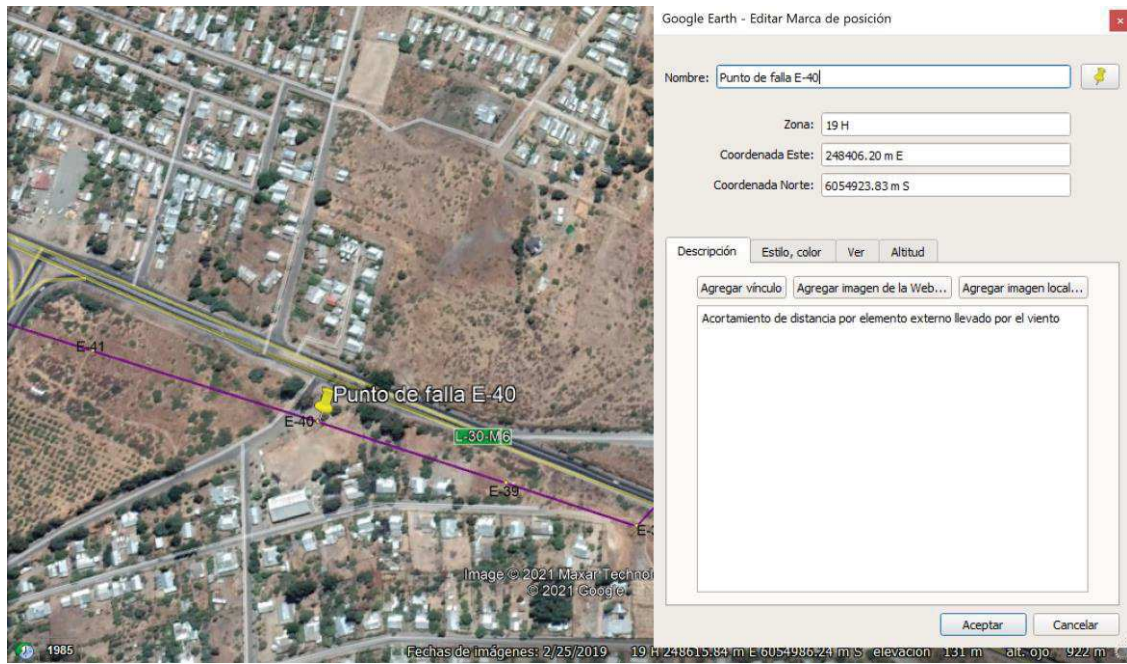 Google Earth - Editar Marca de posición
Nombre: Punto de falla E-40
Zona: 19 H
Coordenada Este: 248406.20 m E
Coordenada Norte: 6054923.83 m S
Descripción Estilo, color Ver Altitud
Agregar vínculo Agregar imagen de la Web... Agregar imagen local...
Acortamiento de distancia por elemento externo llevado por el viento
Aceptar Cancelar
E-41
Punto de falla E-40
E-40
L-30-M6
E-39
E-3
Image © 2021 Maxar Technol
© 2021 Google
1985
Fechas de imágenes: 2/25/2019 19 H 248615.84 m E 6054986.24 m S elevación 131 m alt. ojo 922 m